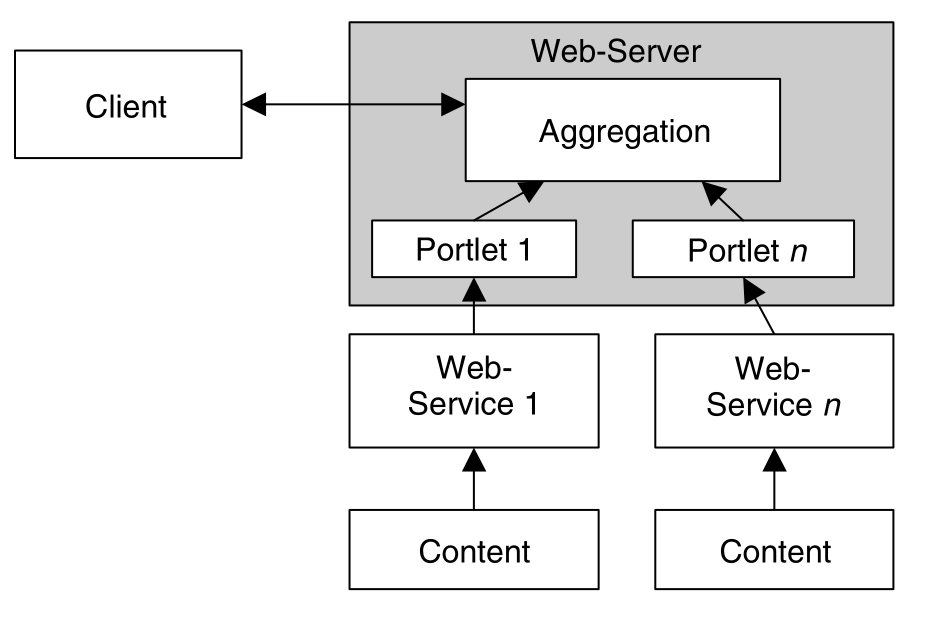 Web-Server
Client
Aggregation
Portlet 1
Portlet n
Web-
Service 1
Web-
Service n
Content
Content